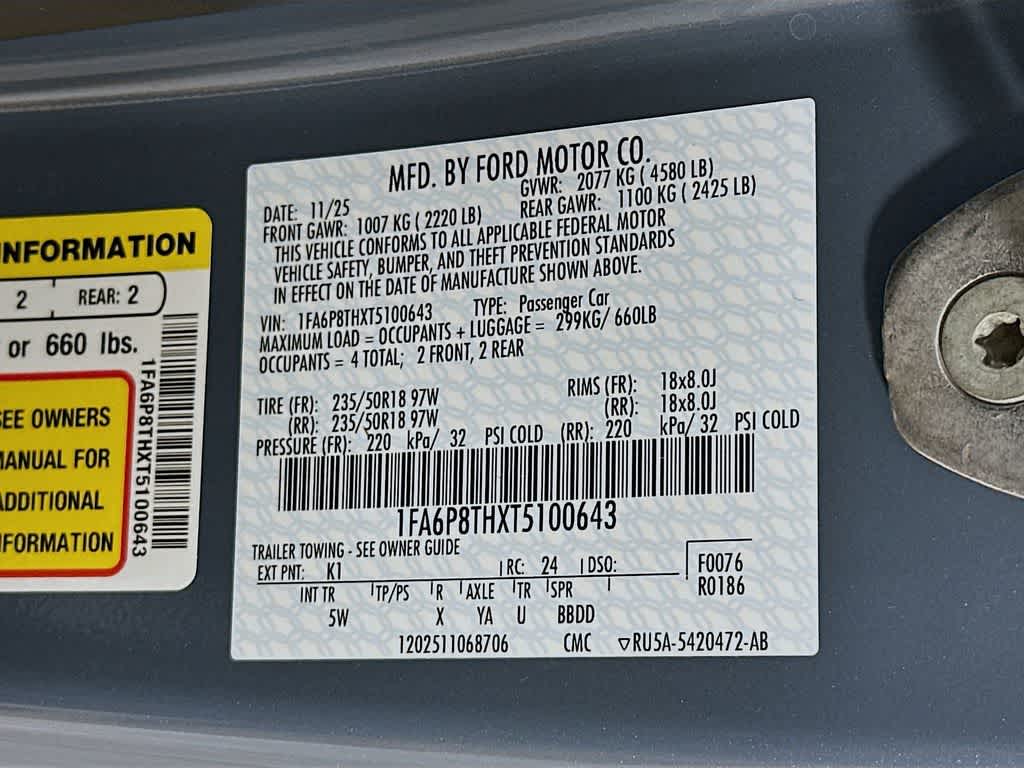 INFORMATION
2 REAR: 2
or 660 lbs.
SEE OWNERS
MANUAL FOR
ADDITIONAL
INFORMATION
1FA6P8THXT5100643
MFD. BY FORD MOTOR CO.
DATE: 11/25 GVWR: 2077 KG ( 4580 LB)
FRONT GAWR: 1007 KG ( 2220 LB) REAR GAWR: 1100 KG ( 2425 LB)
THIS VEHICLE CONFORMS TO ALL APPLICABLE FEDERAL MOTOR
VEHICLE SAFETY, BUMPER, AND THEFT PREVENTION STANDARDS
IN EFFECT ON THE DATE OF MANUFACTURE SHOWN ABOVE.
VIN: 1FA6P8THXT5100643 TYPE: Passenger Car
MAXIMUM LOAD = OCCUPANTS + LUGGAGE = 299KG/ 660LB
OCCUPANTS = 4 TOTAL; 2 FRONT, 2 REAR
TIRE (FR): 235/50R18 97W RIMS (FR): 18x8.0J
(RR): 235/50R18 97W (RR): 18x8.0J
PRESSURE (FR): 220 kPa/ 32 PSI COLD (RR): 220 kPa/ 32 PSI COLD
1FA6P8THXT5100643
TRAILER TOWING - SEE OWNER GUIDE
EXT PNT: K1 RC: 24 DSO: F0076
INT TR TP/PS R AXLE TR SPR R0186
5W X YA U BBDD
1202511068706 CMC ▽RU5A-5420472-AB